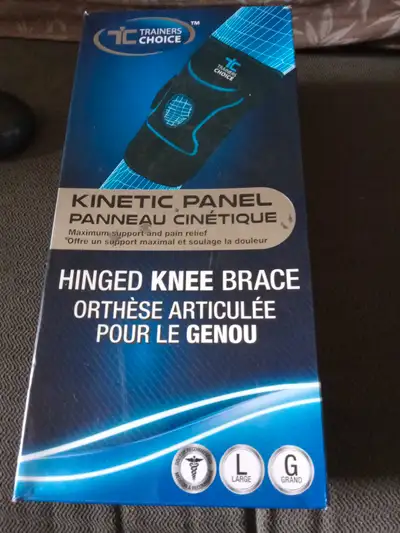 TC TRAINERS CHOICE™
TC
TRAINERS
CHOICE
KINETIC PANEL
PANNEAU CINÉTIQUE
Maximum support and pain relief
Offre un support maximal et soulage la douleur
HINGED KNEE BRACE
ORTHÈSE ARTICULÉE
POUR LE GENOU
L
LARGE
G
GRAND